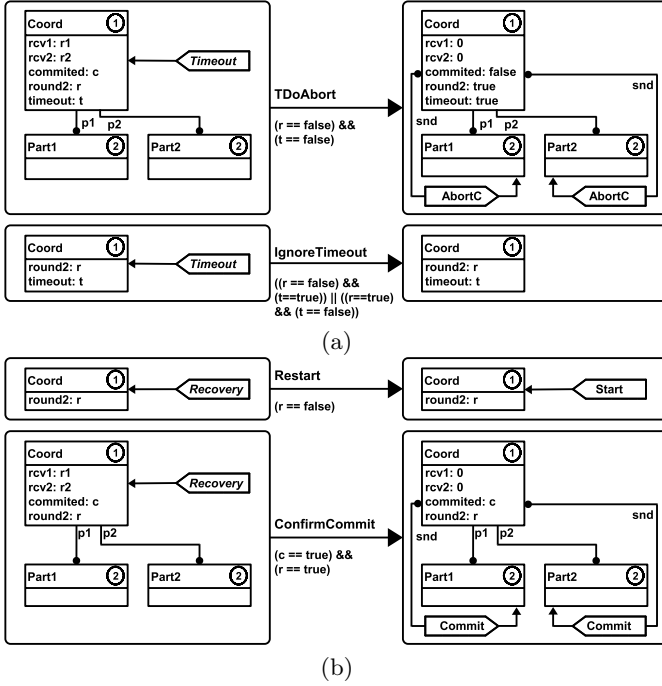 Coord 1
rcv1: r1
rcv2: r2
commited: c
round2: r
timeout: t
Timeout
p1 p2
Part1 2
Part2 2
TDoAbort
(r == false) &&
(t == false)
Coord 1
rcv1: 0
rcv2: 0
commited: false
round2: true
timeout: true
snd
snd
p1 p2
Part1 2
Part2 2
AbortC
AbortC
Coord 1
round2: r
timeout: t
Timeout
IgnoreTimeout
((r == false) &&
(t==true)) || ((r==true)
&& (t == false))
Coord 1
round2: r
timeout: t
(a)
Coord 1
round2: r
Recovery
Restart
(r == false)
Coord 1
round2: r
Start
Coord 1
rcv1: r1
rcv2: r2
commited: c
round2: r
Recovery
p1 p2
Part1 2
Part2 2
ConfirmCommit
(c == true) &&
(r == true)
Coord 1
rcv1: 0
rcv2: 0
commited: c
round2: r
snd
snd
p1 p2
Part1 2
Part2 2
Commit
Commit
(b)